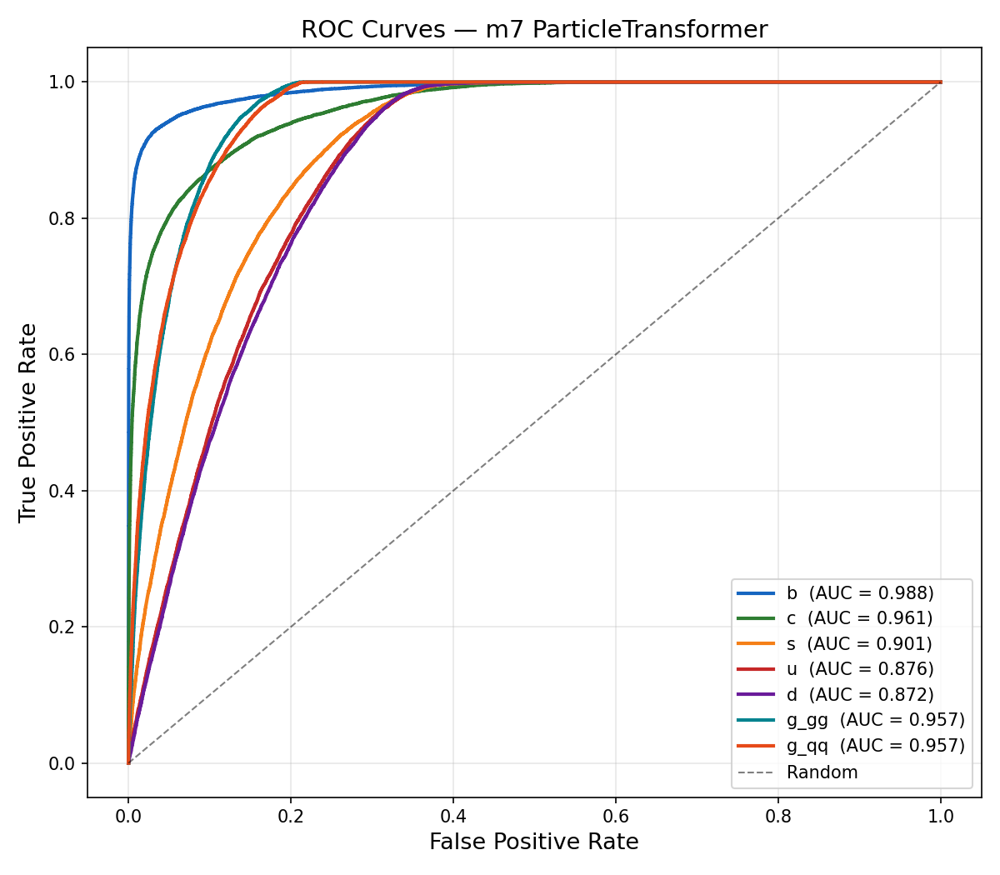 ROC Curves — m7 ParticleTransformer
True Positive Rate
1.0
0.8
0.6
0.4
0.2
0.0
0.0 0.2 0.4 0.6 0.8 1.0
False Positive Rate
b (AUC = 0.988)
c (AUC = 0.961)
s (AUC = 0.901)
u (AUC = 0.876)
d (AUC = 0.872)
g_gg (AUC = 0.957)
g_qq (AUC = 0.957)
Random